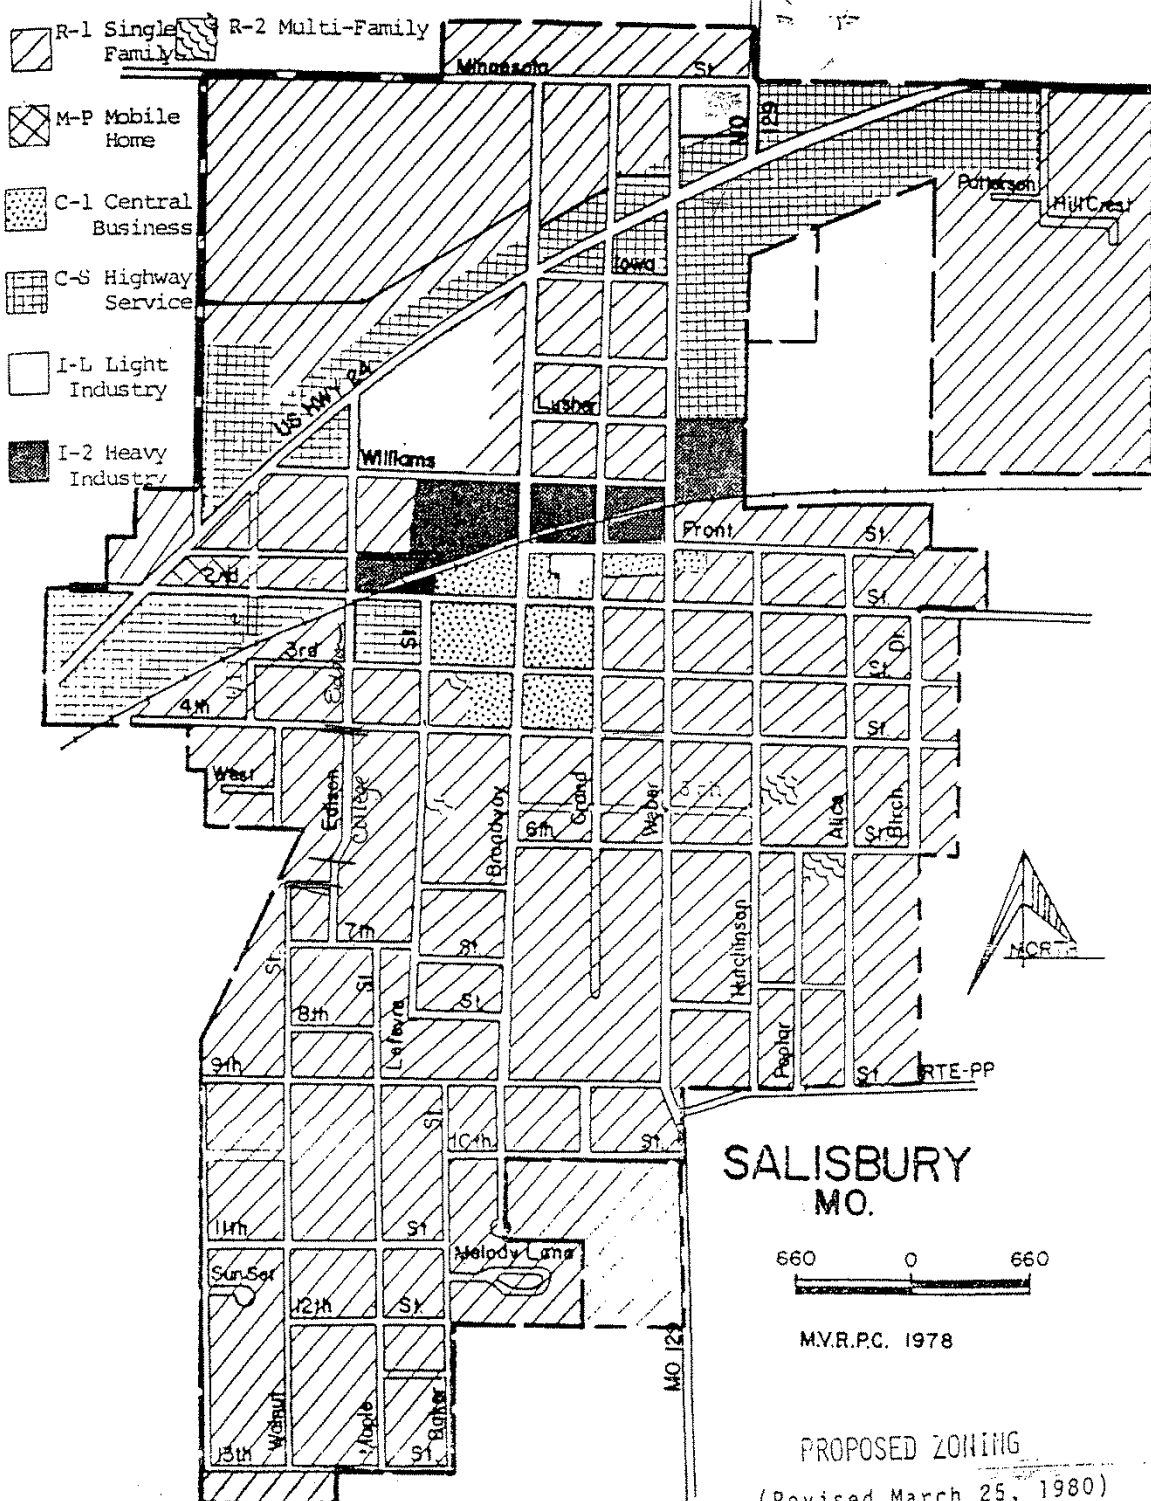 R-1 Single
Family
R-2 Multi-Family
M-P Mobile
Home
C-1 Central
Business
C-S Highway
Service
I-L Light
Industry
I-2 Heavy
Industry
Minnesota St.
MO 129
Patterson
HillCrest
Iowa
US HWY 24
Lusher
Williams
Front St.
2nd St.
3rd St. St.
Dr.
Edison
4th St.
West
Edison
College
Broadway
Grand
Weber
Alice
Birch
6th St.
Hutchinson
NORTH
7th St.
St.
St.
8th St.
Lefevre
Poplar
9th St.
RTE-PP
St.
10th St.
SALISBURY
MO.
11th St.
Melody Lane
660 0 660
SunSet
12th St.
M.V.R.P.C. 1978
MO 129
Walnut
Maple
Baker
13th St.
PROPOSED ZONING
(Revised March 25, 1980)